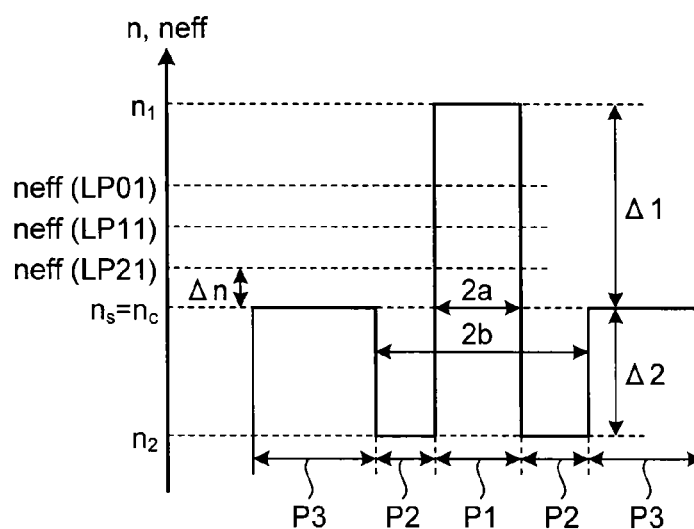 n, neff
n1
neff (LP01)
neff (LP11)
neff (LP21)
Δn
ns=nc
n2
2a
2b
Δ1
Δ2
P3 P2 P1 P2 P3